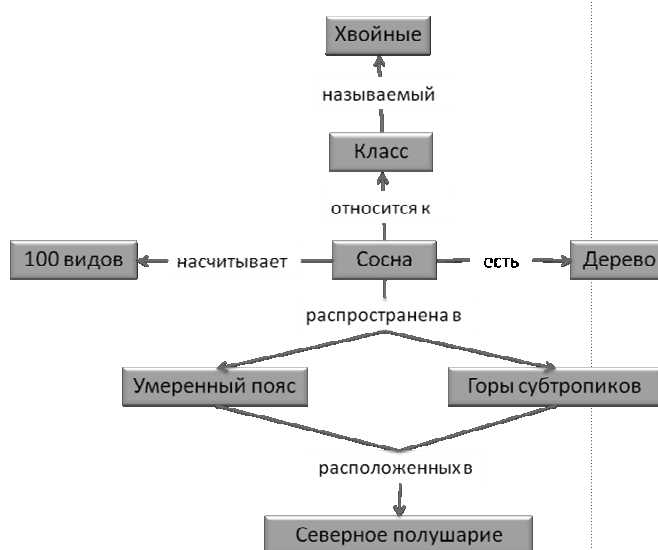 Хвойные
называемый
Класс
относится к
100 видов
насчитывает
Сосна
есть
Дерево
распространена в
Умеренный пояс
Горы субтропиков
расположенных в
Северное полушарие